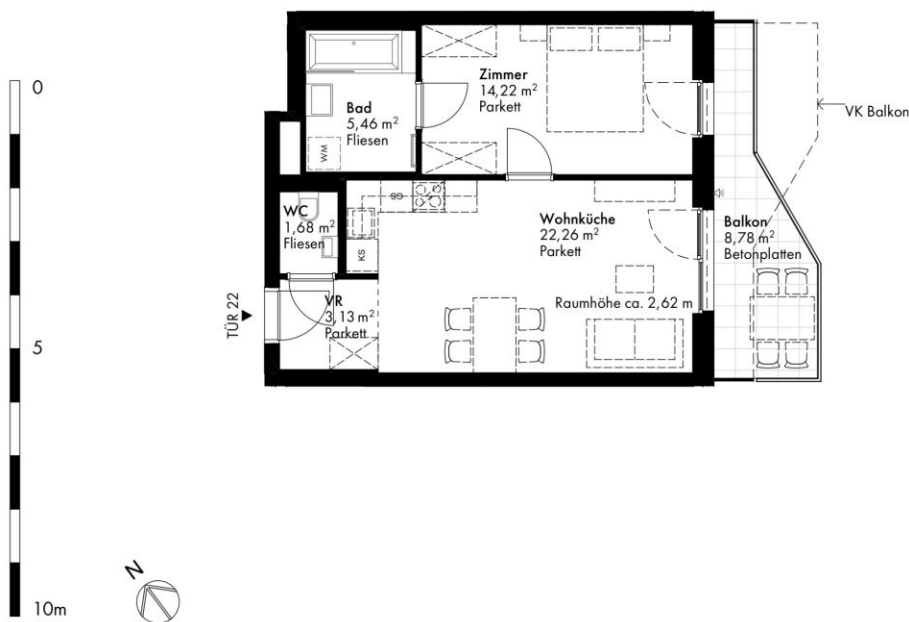 0
5
10m
N
TÜR 22
Bad
5,46 m²
Fliesen
WM
Zimmer
14,22 m²
Parkett
VK Balkon
WC
1,68 m²
Fliesen
GS
KS
Wohnküche
22,26 m²
Parkett
Raumhöhe ca. 2,62 m
Balkon
8,78 m²
Betonplatten
VR
3,13 m²
Parkett